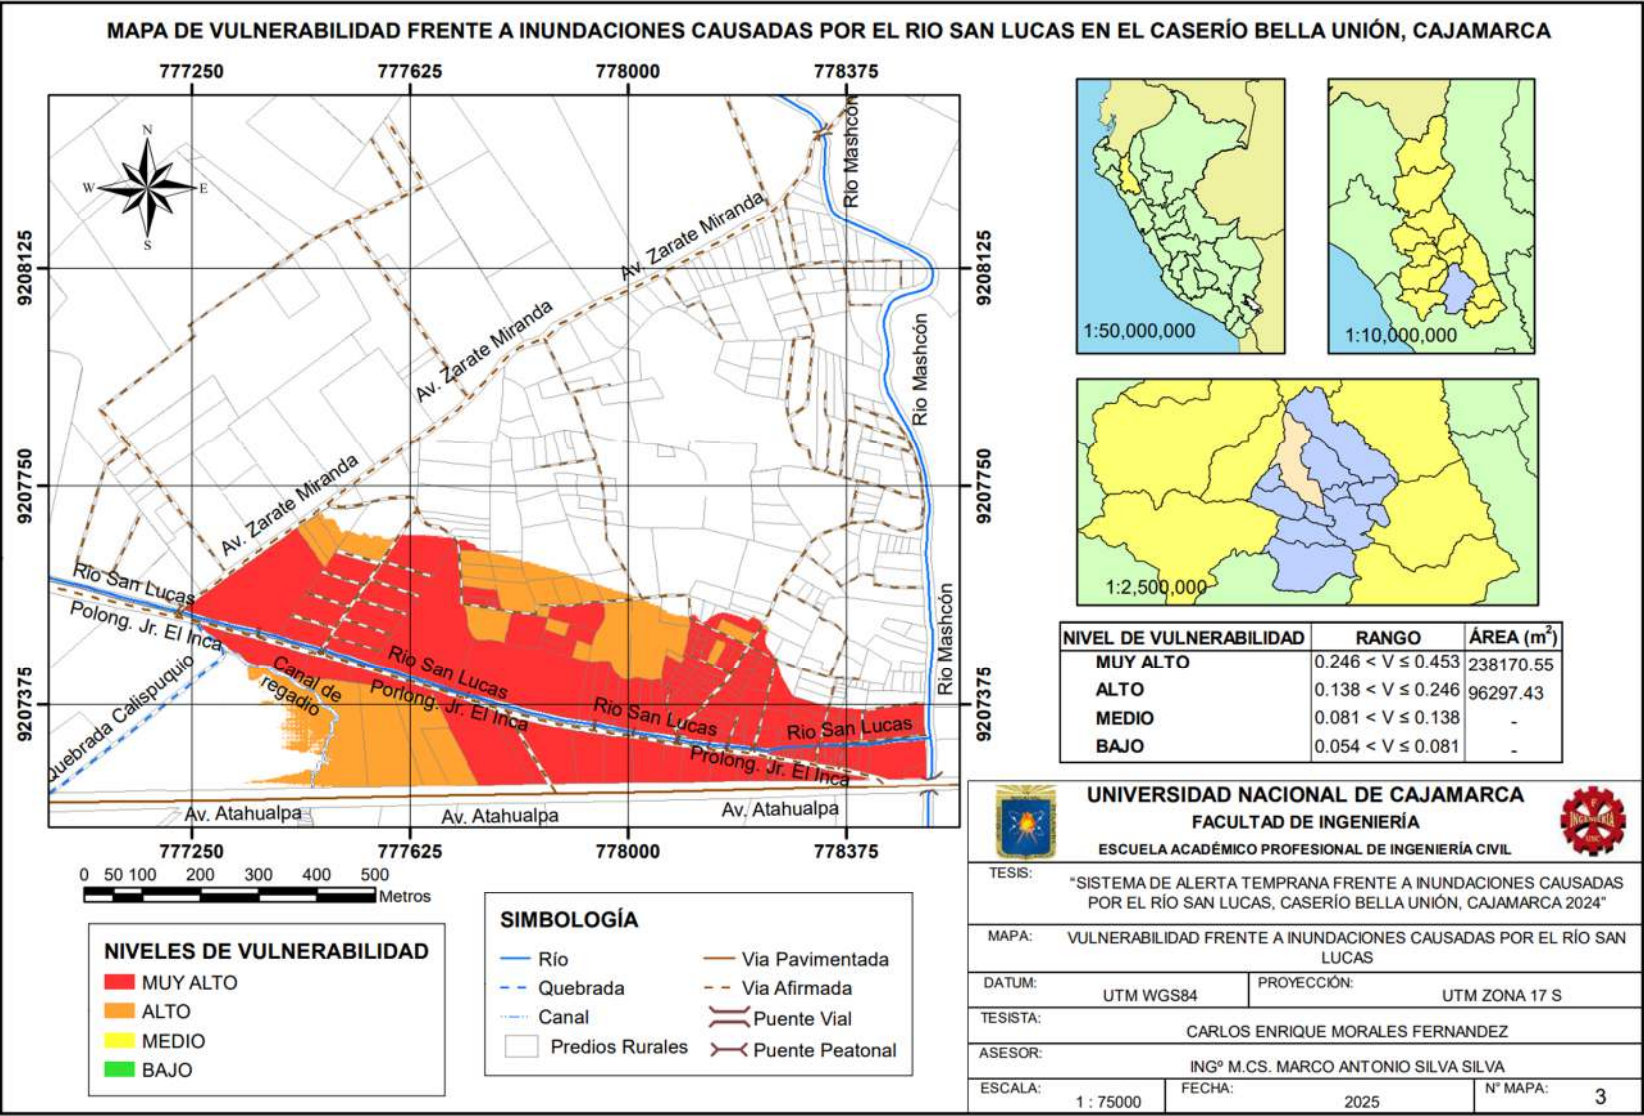 MAPA DE VULNERABILIDAD FRENTE A INUNDACIONES CAUSADAS POR EL RIO SAN LUCAS EN EL CASERÍO BELLA UNIÓN, CAJAMARCA
777250 777625 778000 778375
N
W E
S
9208125
9207750
9207375
9208125
9207750
9207375
Rio Mashcón
Av. Zarate Miranda
Av. Zarate Miranda
Rio Mashcón
Av. Zarate Miranda
Rio San Lucas
Polong. Jr. El Inca
Rio Mashcón
Quebrada Calispuquio
Canal de
regadio
Rio San Lucas
Porlong. Jr. El Inca
Rio San Lucas
Rio San Lucas
Prolong. Jr. El Inca
Av. Atahualpa
Av. Atahualpa
Av. Atahualpa
777250 777625 778000 778375
0 50 100 200 300 400 500
Metros
NIVELES DE VULNERABILIDAD
MUY ALTO
ALTO
MEDIO
BAJO
SIMBOLOGÍA
Río
Quebrada
Canal
Predios Rurales
Via Pavimentada
Via Afirmada
Puente Vial
Puente Peatonal
1:50,000,000
1:10,000,000
1:2,500,000
NIVEL DE VULNERABILIDAD RANGO ÁREA (m²)
MUY ALTO 0.246 < V ≤ 0.453 238170.55
ALTO 0.138 < V ≤ 0.246 96297.43
MEDIO 0.081 < V ≤ 0.138 -
BAJO 0.054 < V ≤ 0.081 -
UNIVERSIDAD NACIONAL DE CAJAMARCA
FACULTAD DE INGENIERÍA
ESCUELA ACADÉMICO PROFESIONAL DE INGENIERÍA CIVIL
F
INGENIERIA
UNC
TESIS:
"SISTEMA DE ALERTA TEMPRANA FRENTE A INUNDACIONES CAUSADAS
POR EL RÍO SAN LUCAS, CASERÍO BELLA UNIÓN, CAJAMARCA 2024"
MAPA: VULNERABILIDAD FRENTE A INUNDACIONES CAUSADAS POR EL RÍO SAN
LUCAS
DATUM: UTM WGS84 PROYECCIÓN: UTM ZONA 17 S
TESISTA: CARLOS ENRIQUE MORALES FERNANDEZ
ASESOR: INGº M.CS. MARCO ANTONIO SILVA SILVA
ESCALA: 1 : 75000 FECHA: 2025 N° MAPA: 3